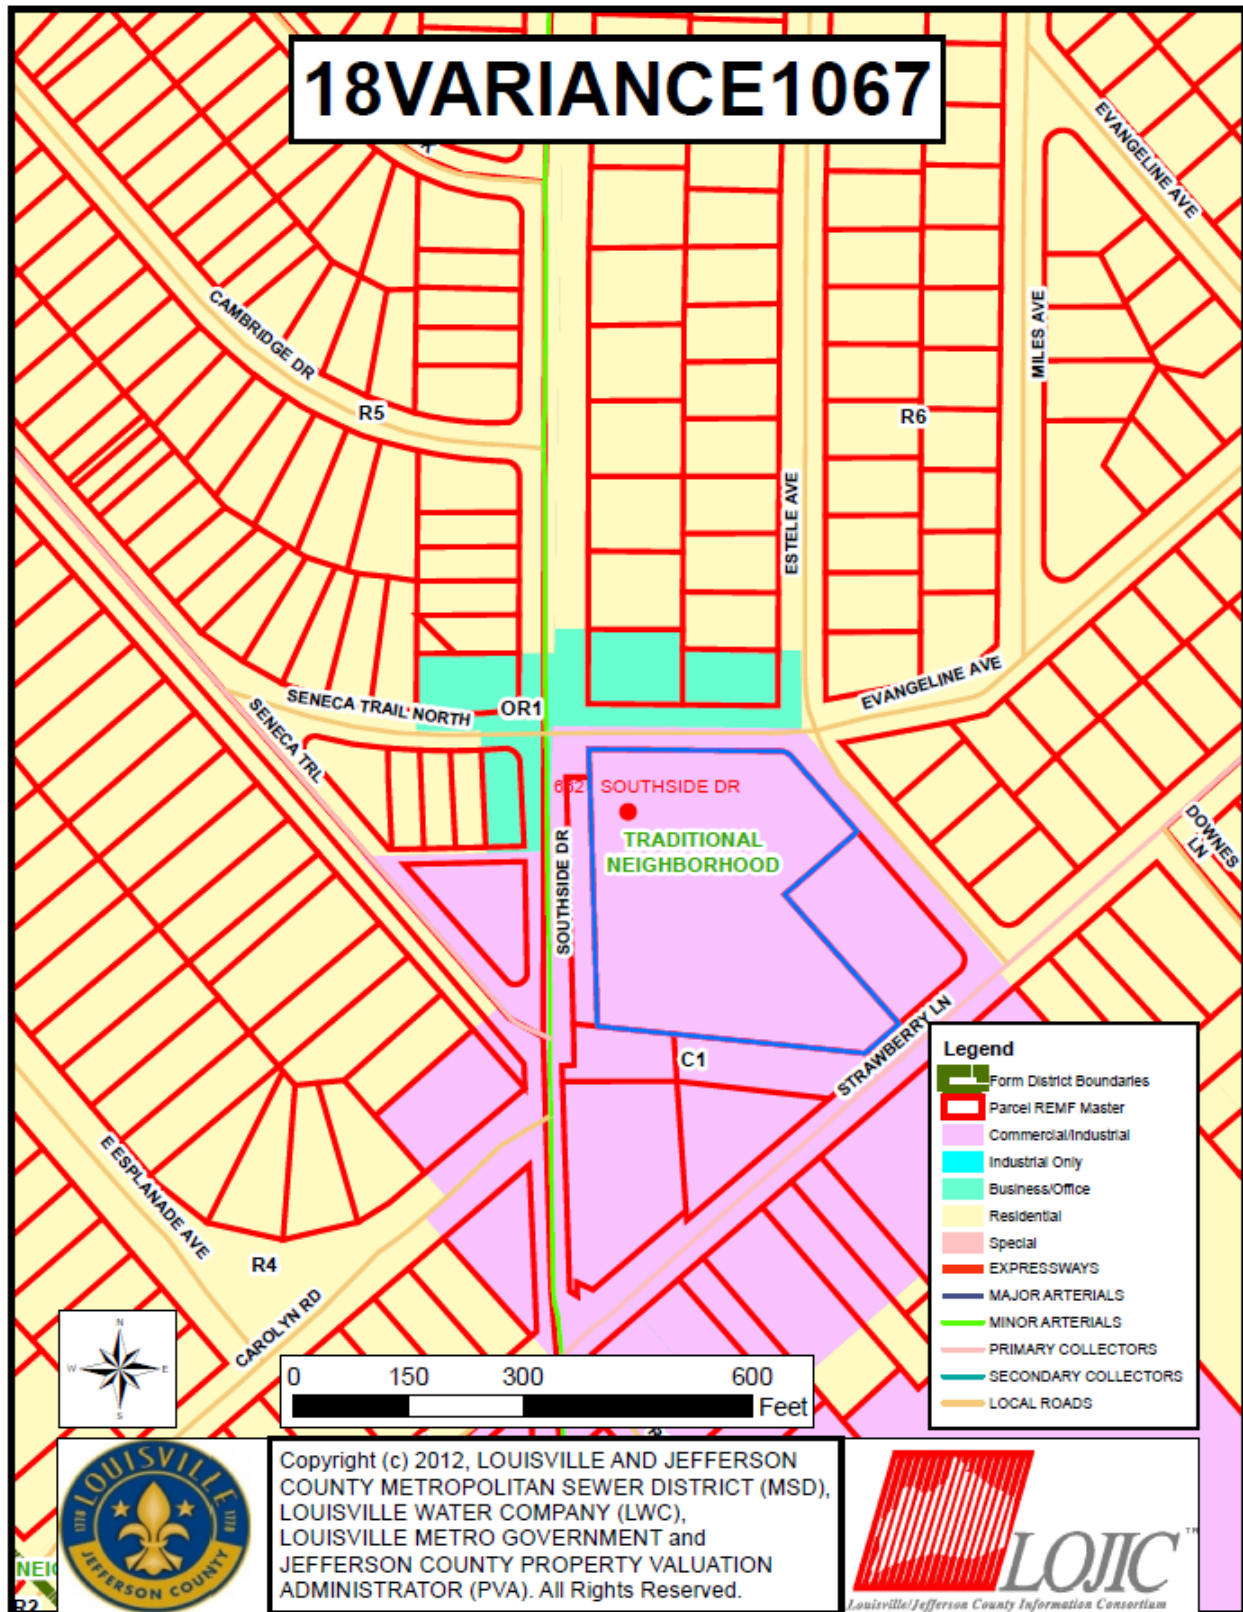 18VARIANCE1067
EVANGELINE AVE
CAMBRIDGE DR
MILES AVE
R5
R6
ESTELE AVE
EVANGELINE AVE
SENECA TRAIL NORTH
OR1
SENECA TRL
SOUTHSIDE DR
TRADITIONAL
NEIGHBORHOOD
SOUTHSIDE DR
DOWNES
LN
C1
STRAWBERRY LN
E ESPLANADE AVE
R4
CAROLYN RD
Legend
Form District Boundaries
Parcel REMF Master
Commercial/Industrial
Industrial Only
Business/Office
Residential
Special
EXPRESSWAYS
MAJOR ARTERIALS
MINOR ARTERIALS
PRIMARY COLLECTORS
SECONDARY COLLECTORS
LOCAL ROADS
N
W E
S
0 150 300 600
Feet
LOUISVILLE
1778 1778
JEFFERSON COUNTY
Copyright (c) 2012, LOUISVILLE AND JEFFERSON
COUNTY METROPOLITAN SEWER DISTRICT (MSD),
LOUISVILLE WATER COMPANY (LWC),
LOUISVILLE METRO GOVERNMENT and
JEFFERSON COUNTY PROPERTY VALUATION
ADMINISTRATOR (PVA). All Rights Reserved.
LOJIC TM
Louisville/Jefferson County Information Consortium
R2